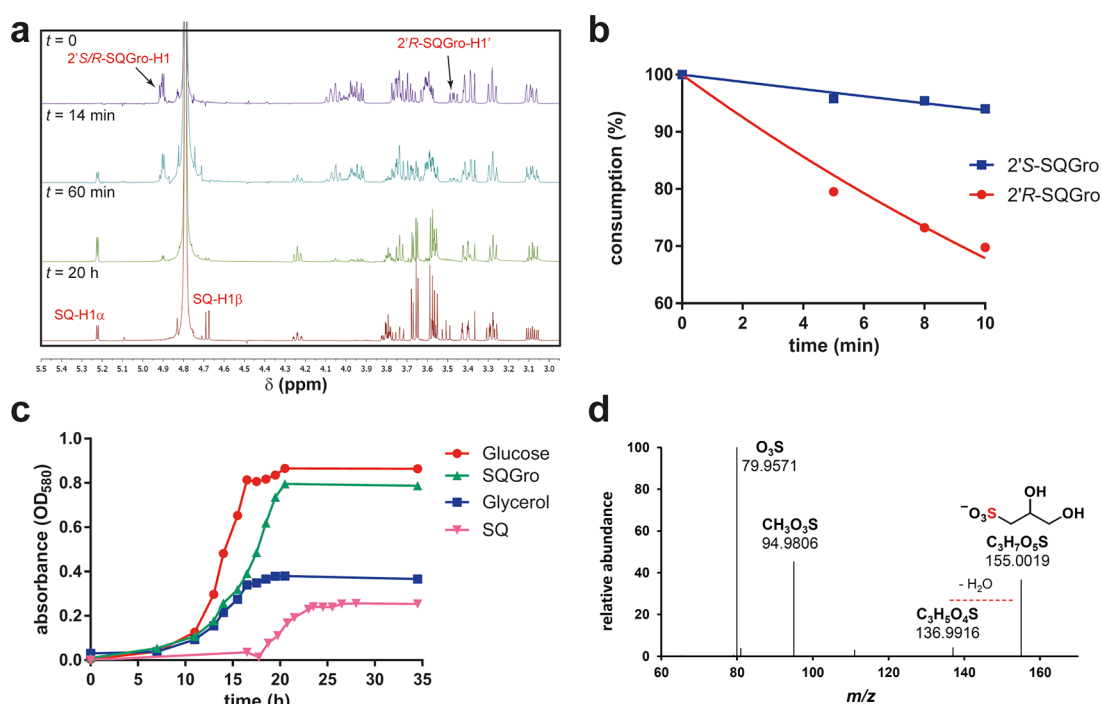 a
t = 0
2'S/R-SQGro-H1
2'R-SQGro-H1'
t = 14 min
t = 60 min
t = 20 h
SQ-H1α
SQ-H1β
5.5 5.4 5.3 5.2 5.1 5.0 4.9 4.8 4.7 4.6 4.5 4.4 4.3 4.2 4.1 4.0 3.9 3.8 3.7 3.6 3.5 3.4 3.3 3.2 3.1 3.0
δ (ppm)
b
100
90
80
70
60
consumption (%)
0 2 4 6 8 10
time (min)
2'S-SQGro
2'R-SQGro
c
1.0
0.8
0.6
0.4
0.2
0.0
absorbance (OD580)
0 5 10 15 20 25 30 35
time (h)
Glucose
SQGro
Glycerol
SQ
d
100
80
60
40
20
0
relative abundance
60 80 100 120 140 160
m/z
O3S
79.9571
CH3O3S
94.9806
OH
⁻O3S OH
C3H7O5S
155.0019
- H2O
C3H5O4S
136.9916